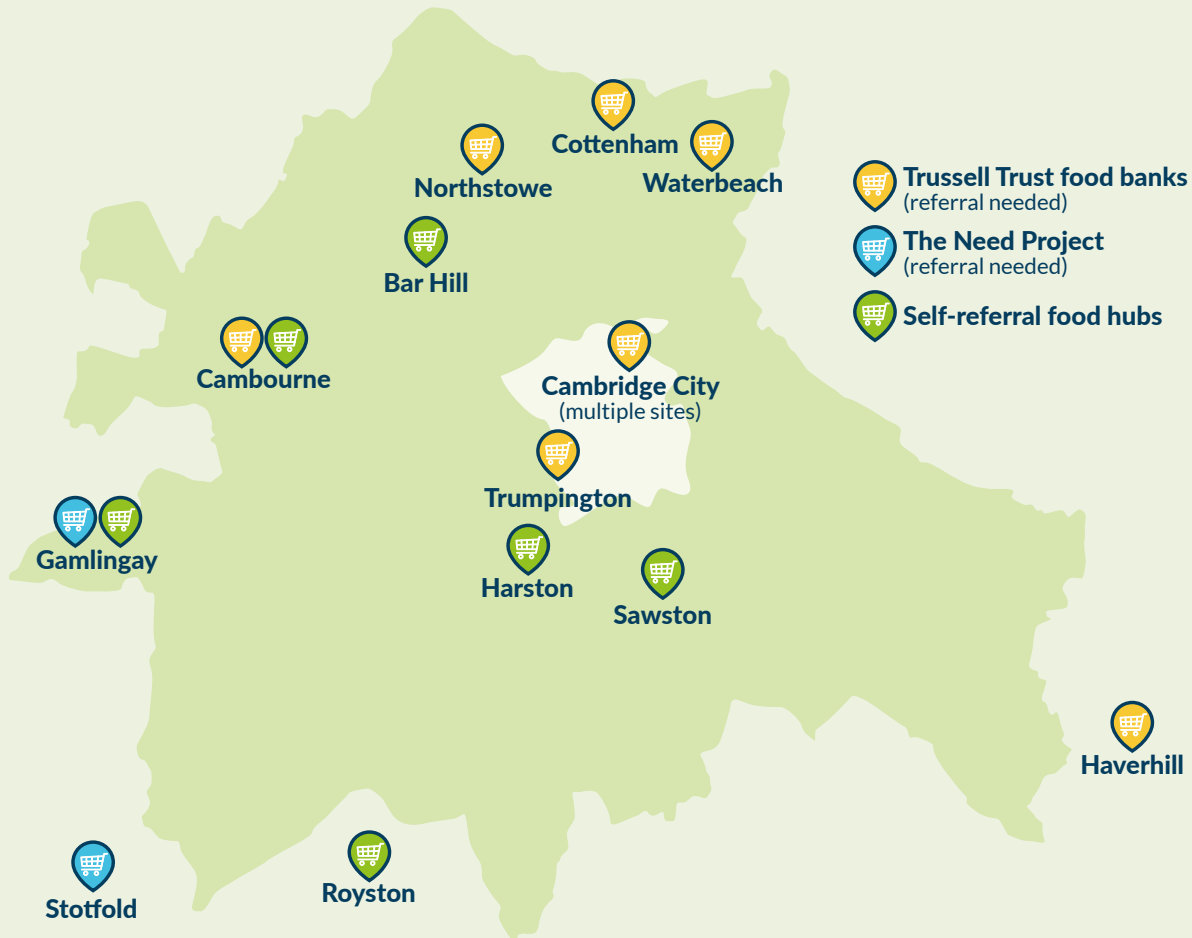 Cottenham
Waterbeach
Northstowe
Trussell Trust food banks
(referral needed)
The Need Project
(referral needed)
Self-referral food hubs
Bar Hill
Cambourne
Cambridge City
(multiple sites)
Trumpington
Gamlingay
Harston
Sawston
Haverhill
Royston
Stotfold